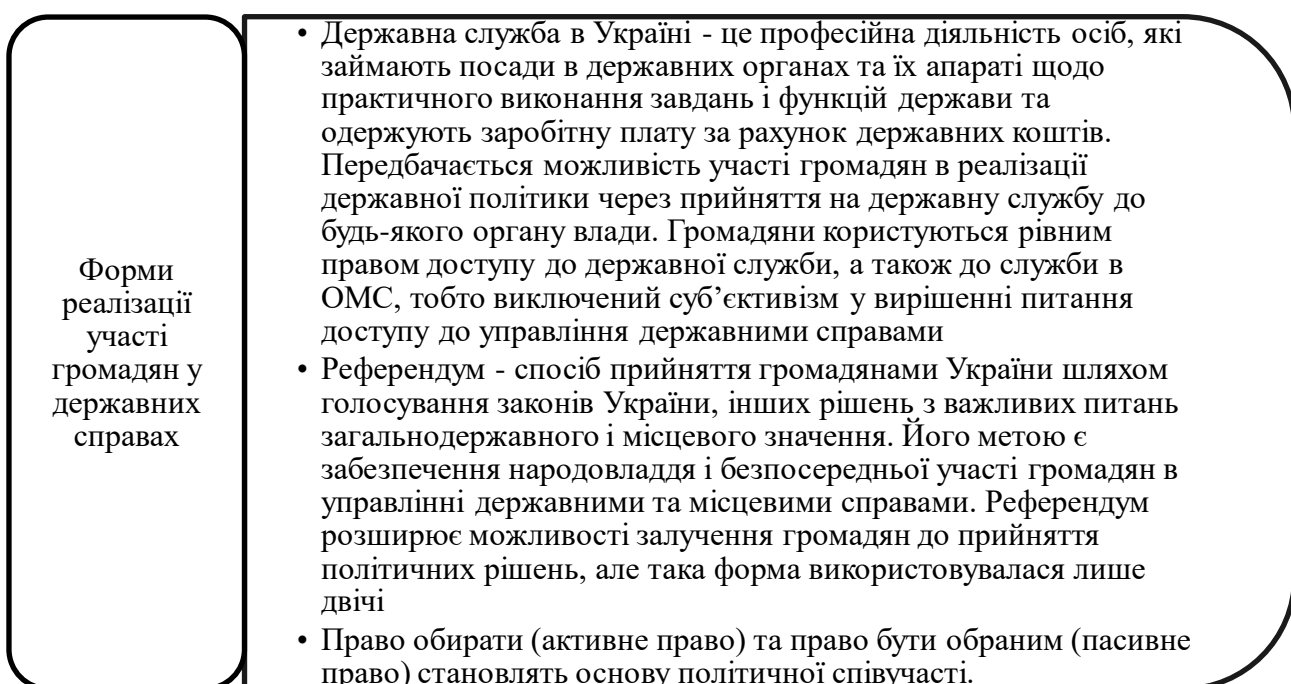 Форми
реалізації
участі
громадян у
державних
справах
• Державна служба в Україні - це професійна діяльність осіб, які
займають посади в державних органах та їх апараті щодо
практичного виконання завдань і функцій держави та
одержують заробітну плату за рахунок державних коштів.
Передбачається можливість участі громадян в реалізації
державної політики через прийняття на державну службу до
будь-якого органу влади. Громадяни користуються рівним
правом доступу до державної служби, а також до служби в
ОМС, тобто виключений суб’єктивізм у вирішенні питання
доступу до управління державними справами
• Референдум - спосіб прийняття громадянами України шляхом
голосування законів України, інших рішень з важливих питань
загальнодержавного і місцевого значення. Його метою є
забезпечення народовладдя і безпосередньої участі громадян в
управлінні державними та місцевими справами. Референдум
розширює можливості залучення громадян до прийняття
політичних рішень, але така форма використовувалася лише
двічі
• Право обирати (активне право) та право бути обраним (пасивне
право) становлять основу політичної співучасті.